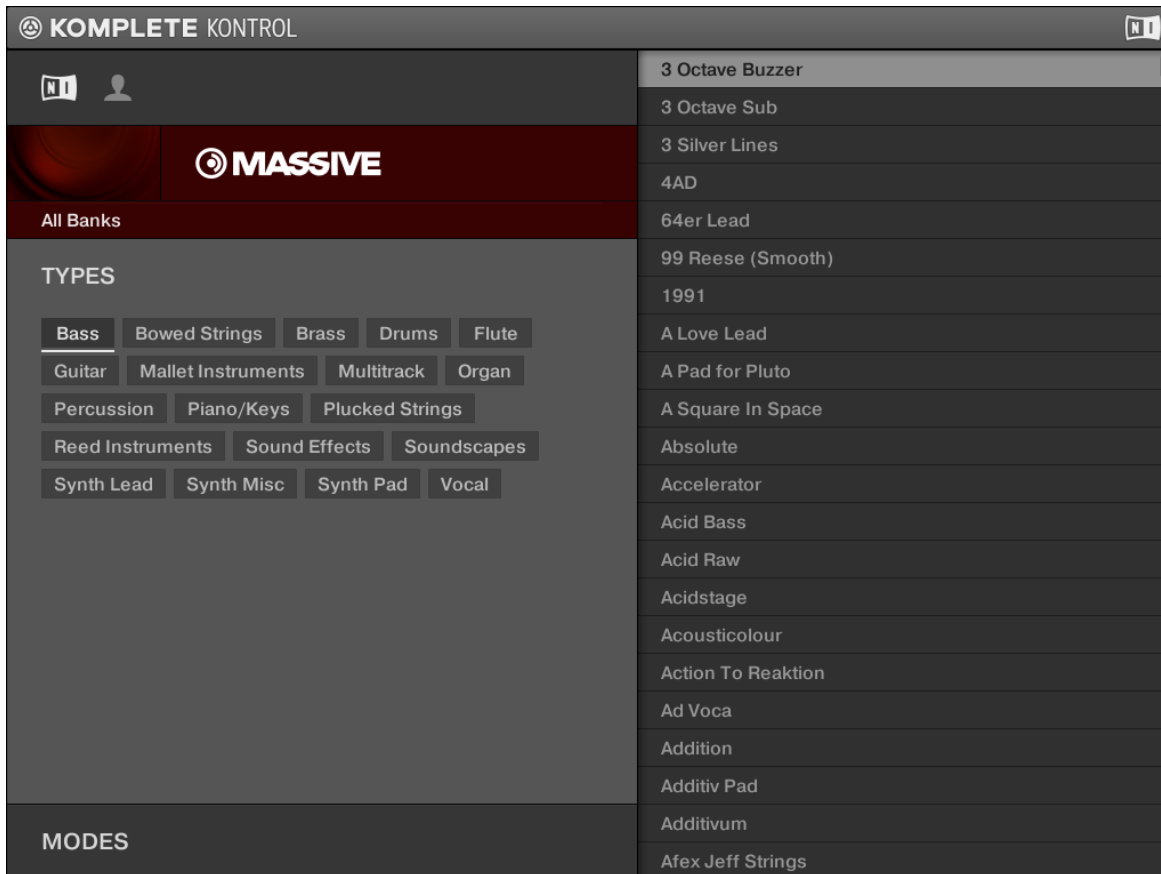 KOMPLETE KONTROL
NI
NI
MASSIVE
All Banks
TYPES
Bass Bowed Strings Brass Drums Flute
Guitar Mallet Instruments Multitrack Organ
Percussion Piano/Keys Plucked Strings
Reed Instruments Sound Effects Soundscapes
Synth Lead Synth Misc Synth Pad Vocal
MODES
3 Octave Buzzer
3 Octave Sub
3 Silver Lines
4AD
64er Lead
99 Reese (Smooth)
1991
A Love Lead
A Pad for Pluto
A Square In Space
Absolute
Accelerator
Acid Bass
Acid Raw
Acidstage
Acousticolour
Action To Reaktion
Ad Voca
Addition
Additiv Pad
Additivum
Afex Jeff Strings